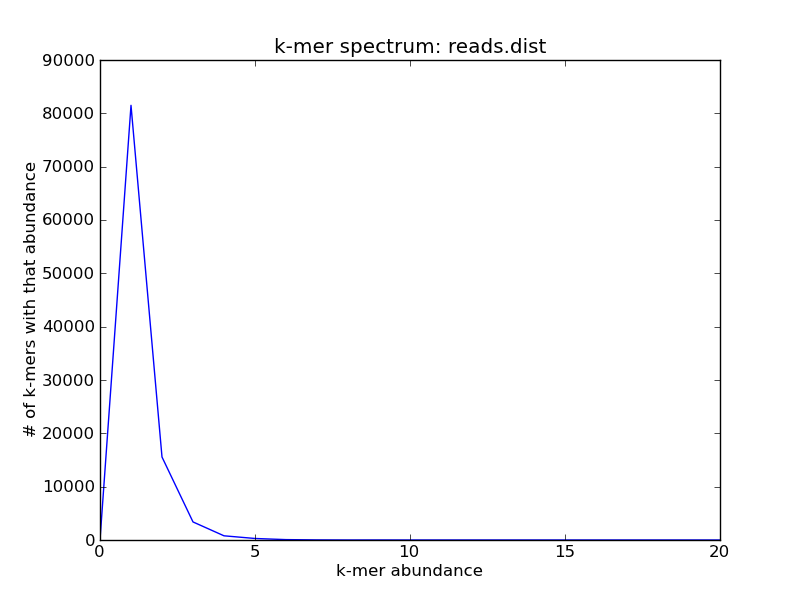 k-mer spectrum: reads.dist
90000
80000
70000
60000
50000
40000
30000
20000
10000
0
# of k-mers with that abundance
0 5 10 15 20
k-mer abundance